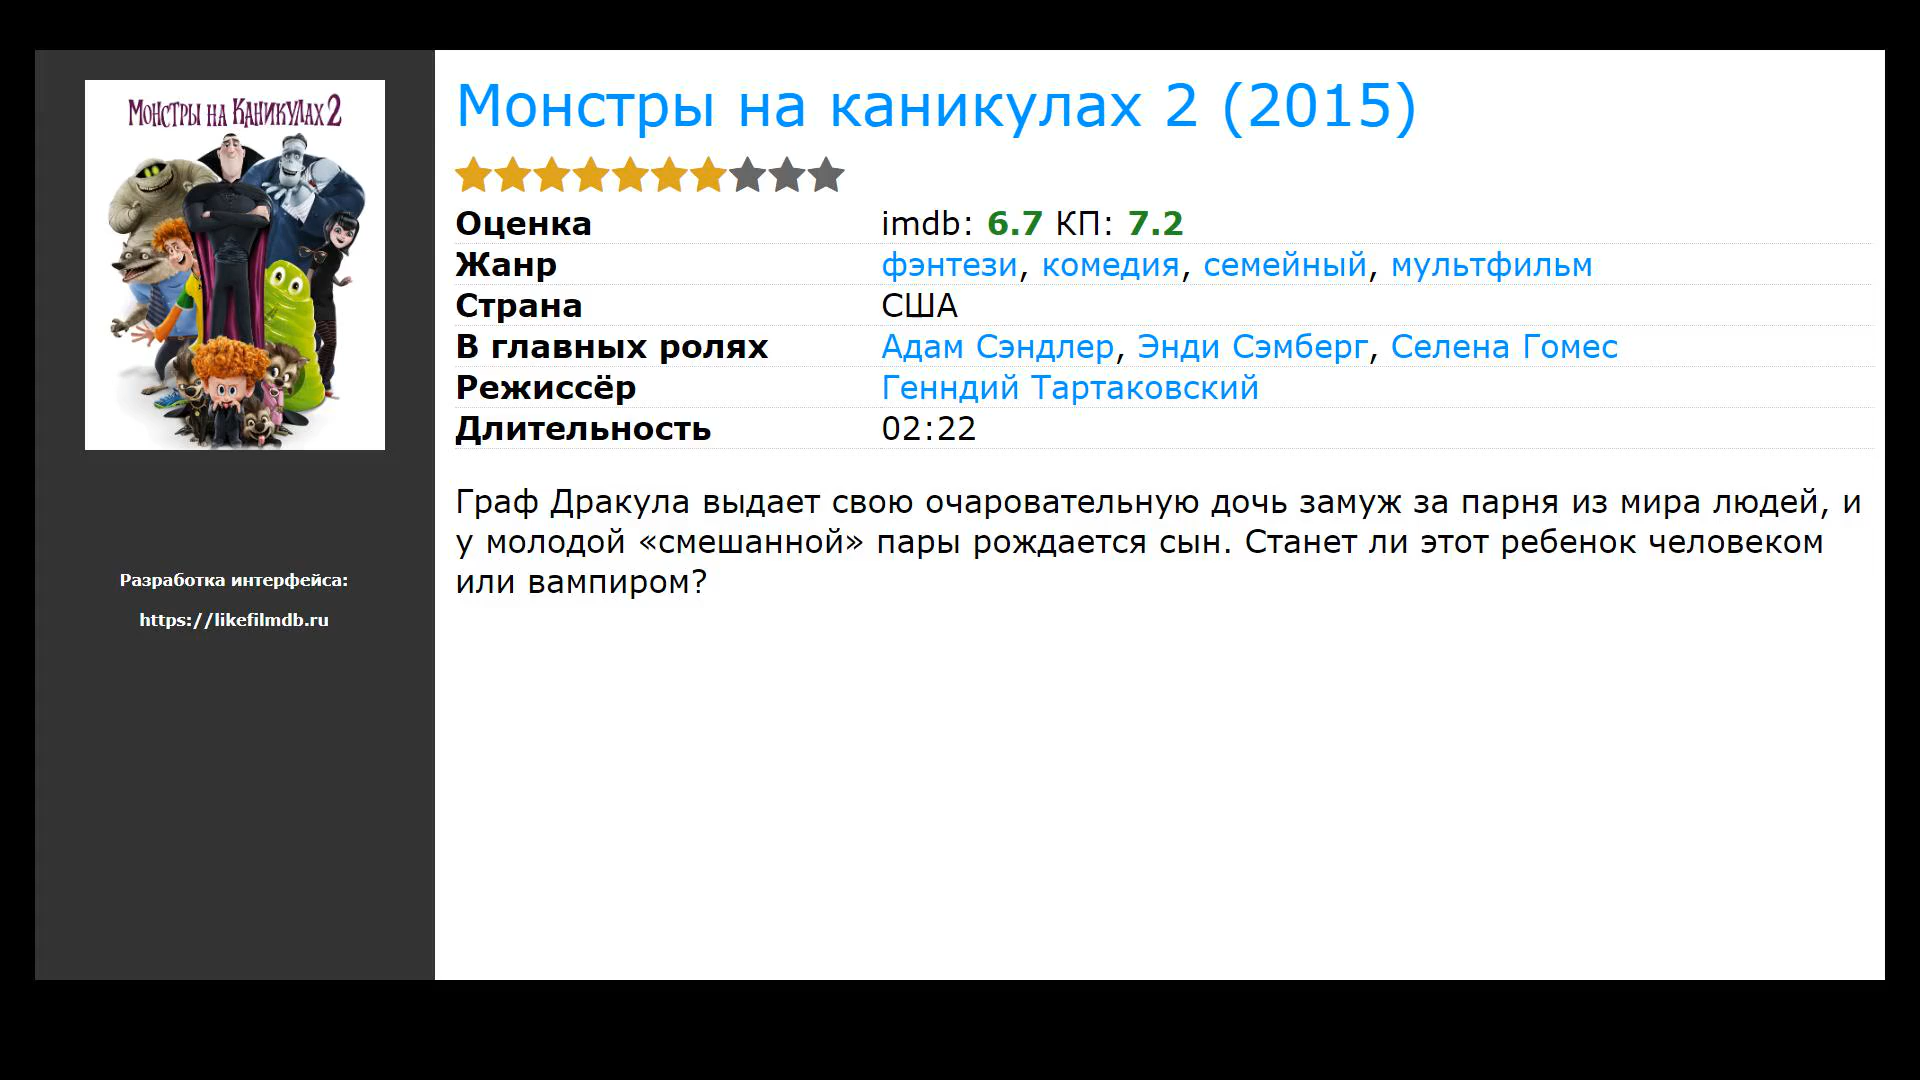 Монстры на Каникулах 2
Монстры на каникулах 2 (2015)
Оценка imdb: 6.7 КП: 7.2
Жанр фэнтези, комедия, семейный, мультфильм
Страна США
В главных ролях Адам Сэндлер, Энди Сэмберг, Селена Гомес
Режиссёр Генндий Тартаковский
Длительность 02:22
Граф Дракула выдает свою очаровательную дочь замуж за парня из мира людей, и
у молодой «смешанной» пары рождается сын. Станет ли этот ребенок человеком
или вампиром?
Разработка интерфейса:
https://likefilmdb.ru